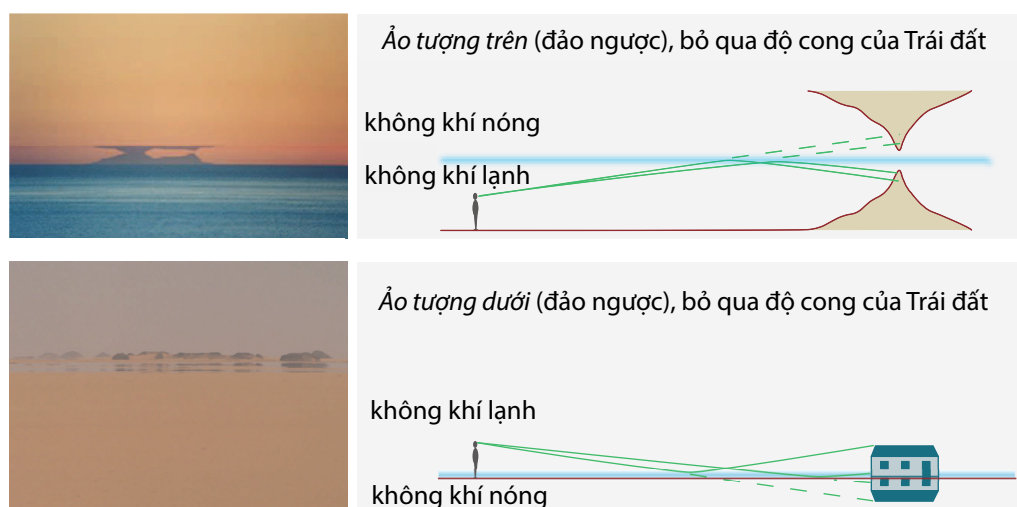 Ảo tượng trên (đảo ngược), bỏ qua độ cong của Trái đất
không khí nóng
không khí lạnh
Ảo tượng dưới (đảo ngược), bỏ qua độ cong của Trái đất
không khí lạnh
không khí nóng